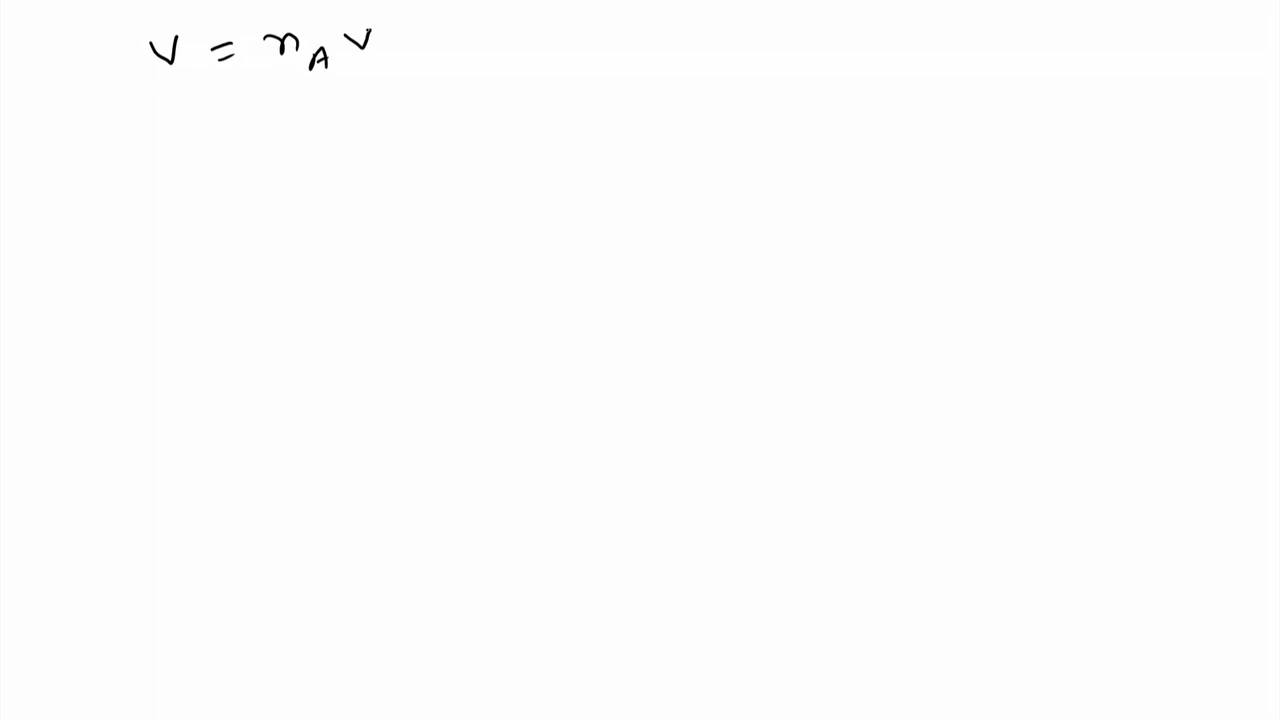 V = n_A V